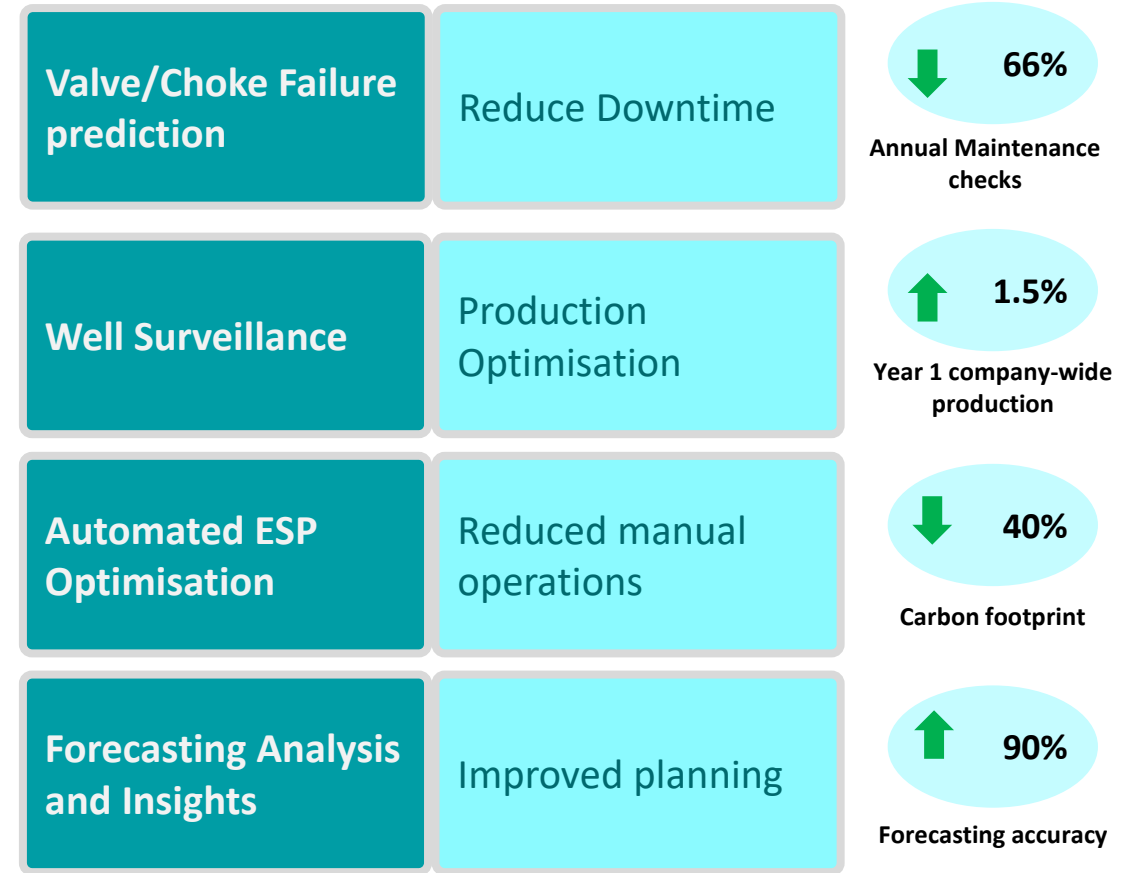 Valve/Choke Failure
prediction
Reduce Downtime
66%
Annual Maintenance
checks
Well Surveillance
Production
Optimisation
1.5%
Year 1 company-wide
production
Automated ESP
Optimisation
Reduced manual
operations
40%
Carbon footprint
Forecasting Analysis
and Insights
Improved planning
90%
Forecasting accuracy